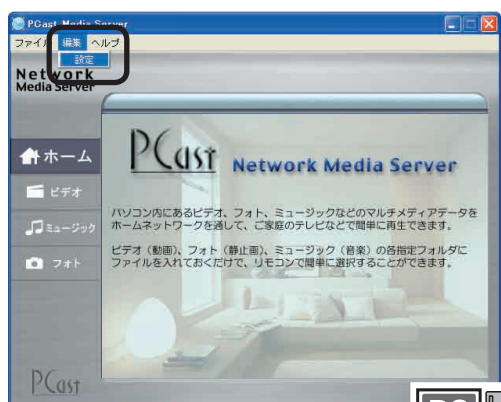 PCast Media Server
ファイル 編集 ヘルプ
設定
Network
Media Server
PCast Network Media Server
ホーム
ビデオ
ミュージック
フォト
パソコン内にあるビデオ、フォト、ミュージックなどのマルチメディアデータを
ホームネットワークを通して、ご家庭のテレビなどで簡単に再生できます。
ビデオ（動画）、フォト（静止画）、ミュージック（音楽）の各指定フォルダに
ファイルを入れておくだけで、リモコンで簡単に選択することができます。
PCast